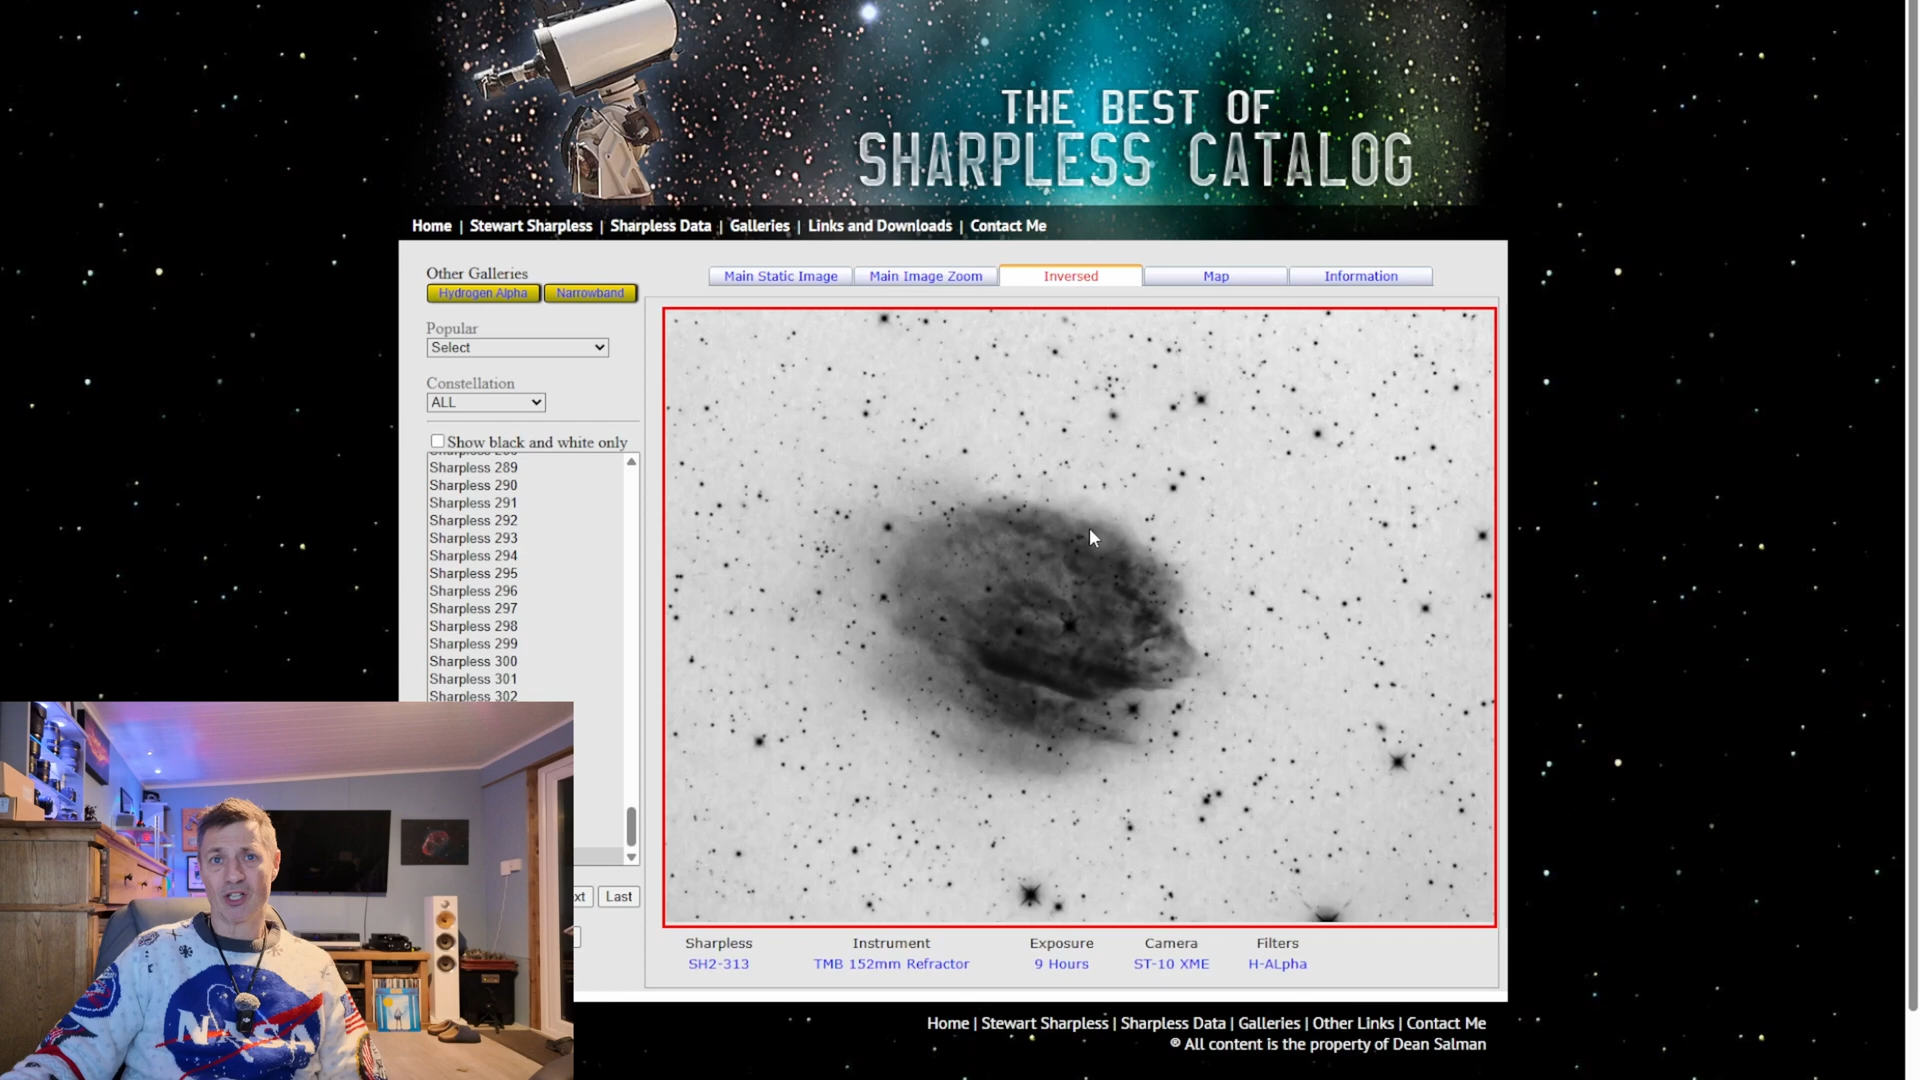 THE BEST OF
SHARPLESS CATALOG
Home | Stewart Sharpless | Sharpless Data | Galleries | Links and Downloads | Contact Me
Other Galleries
Hydrogen Alpha Narrowband
Popular
Select
Constellation
ALL
Show black and white only
Sharpless 289
Sharpless 290
Sharpless 291
Sharpless 292
Sharpless 293
Sharpless 294
Sharpless 295
Sharpless 296
Sharpless 297
Sharpless 298
Sharpless 299
Sharpless 300
Sharpless 301
Sharpless 302
xt Last
Main Static Image Main Image Zoom Inversed Map Information
Sharpless Instrument Exposure Camera Filters
SH2-313 TMB 152mm Refractor 9 Hours ST-10 XME H-ALpha
NASA
Home | Stewart Sharpless | Sharpless Data | Galleries | Other Links | Contact Me
® All content is the property of Dean Salman